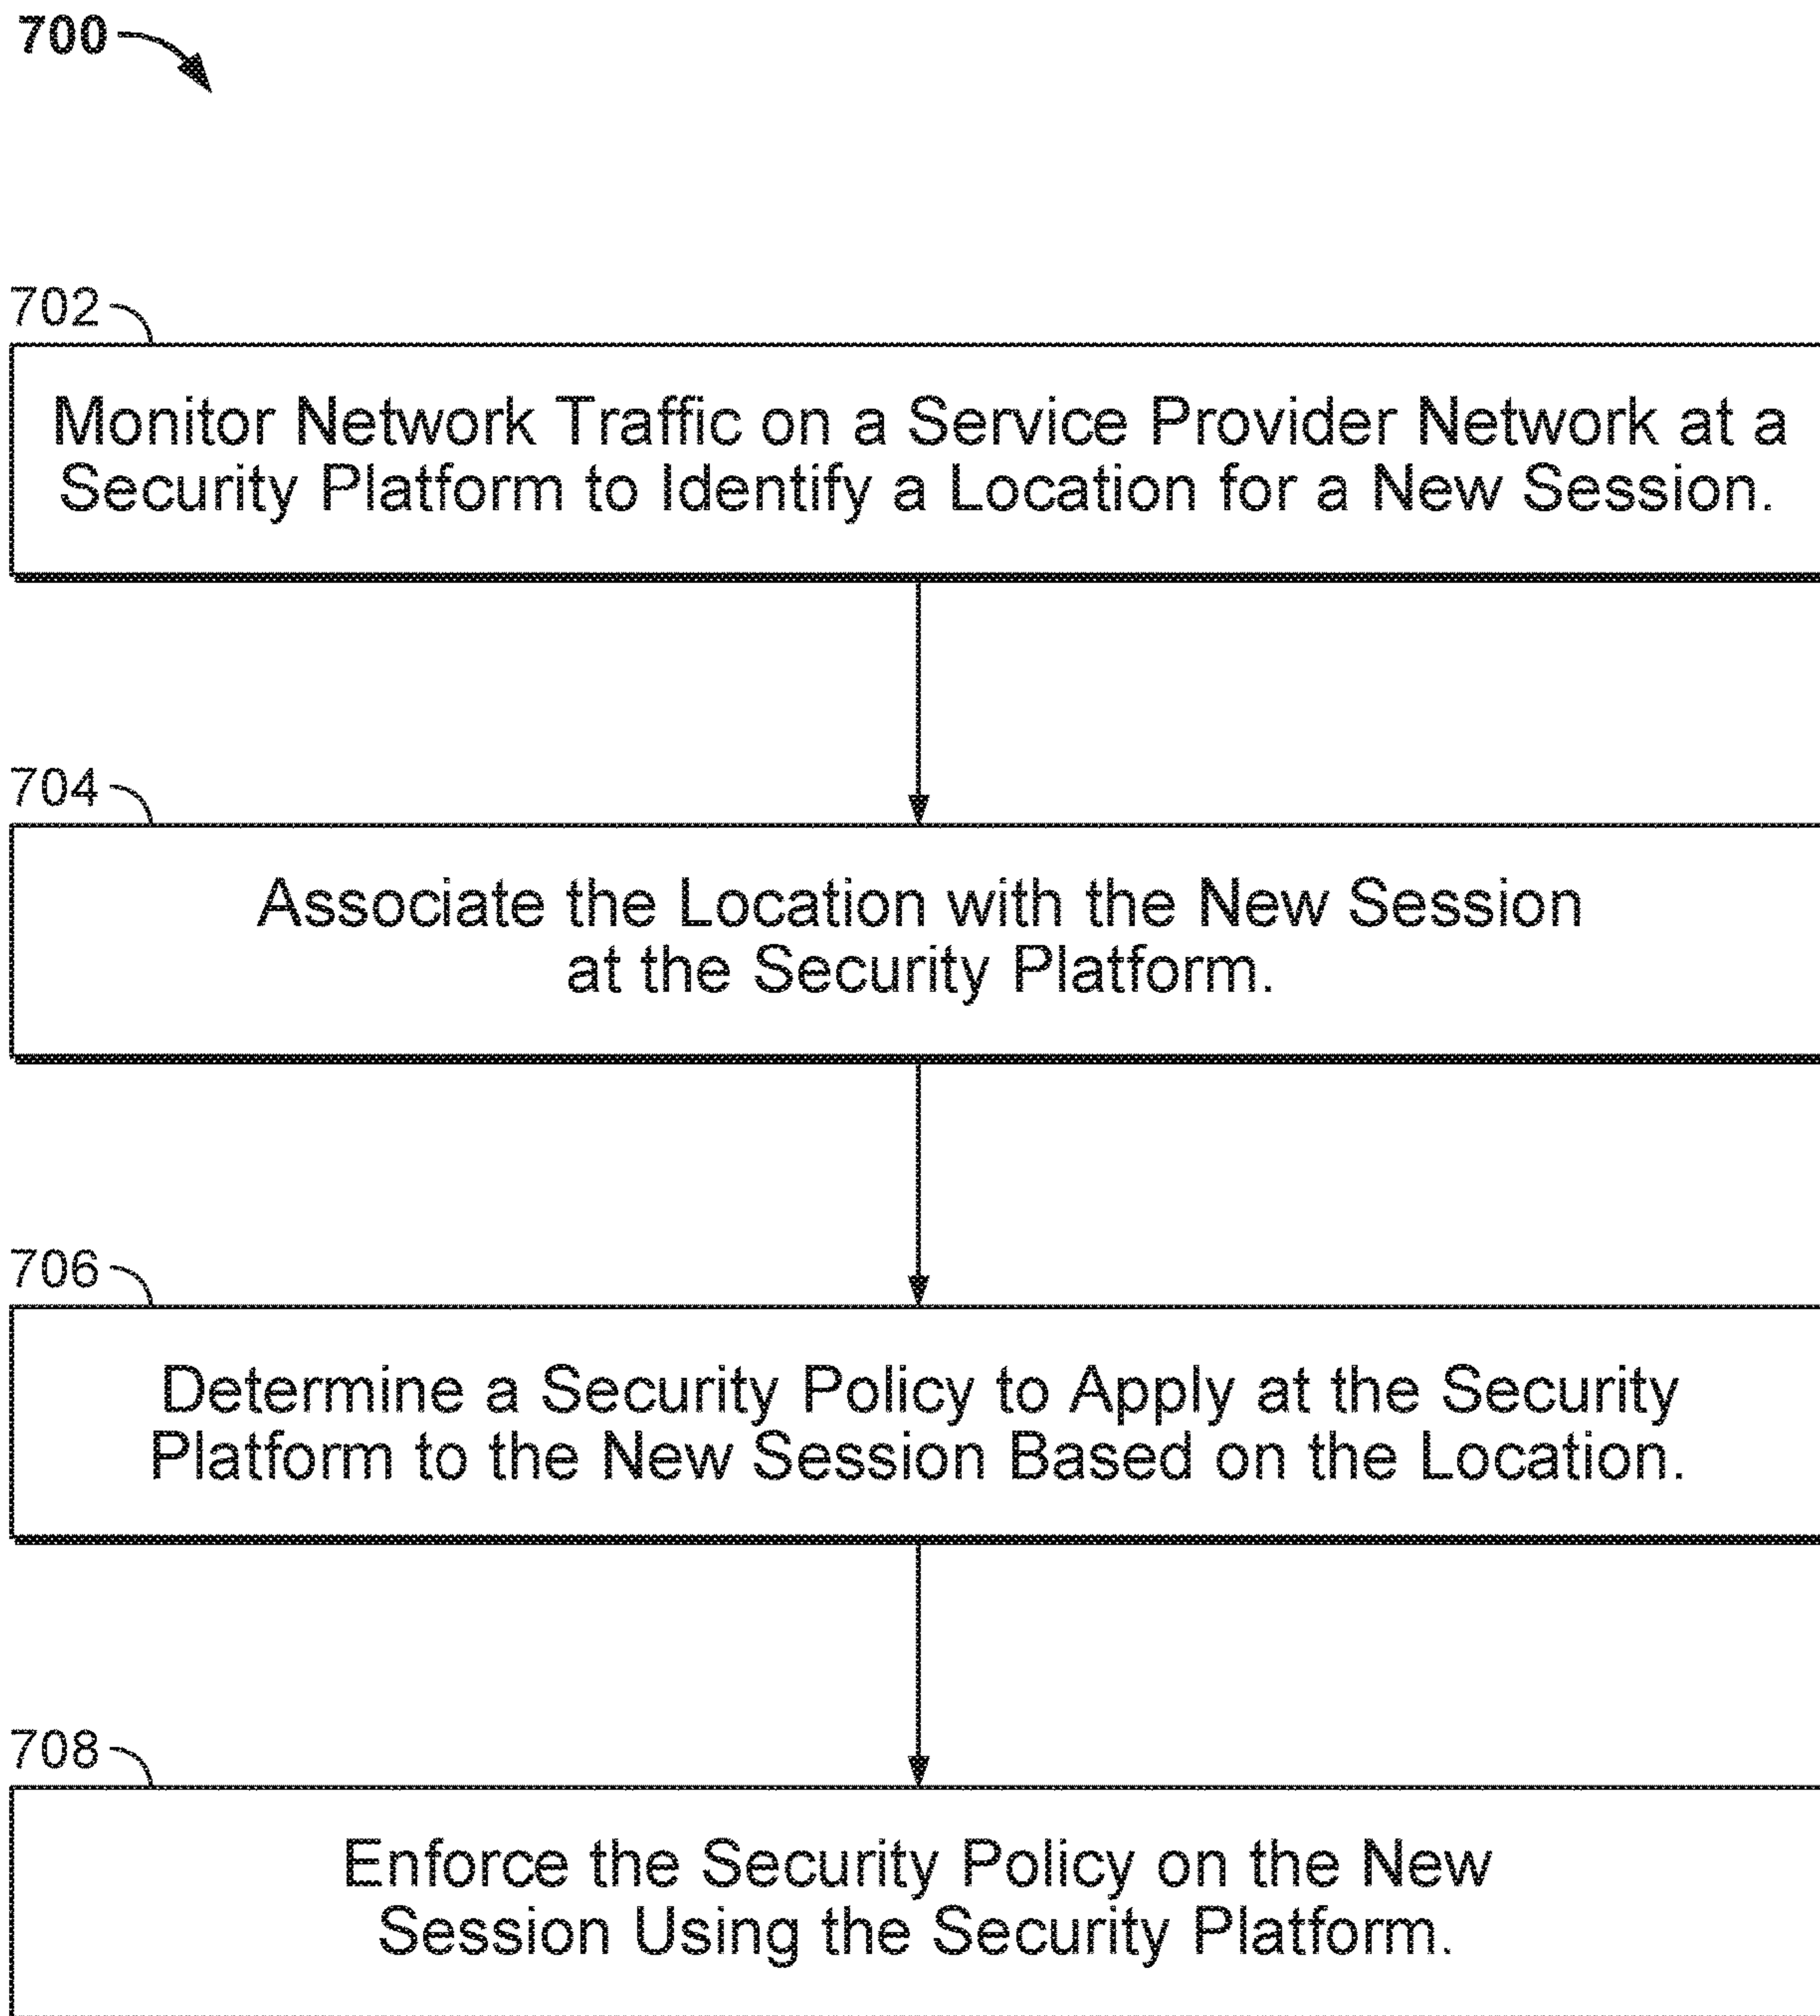 700
702
Monitor Network Traffic on a Service Provider Network at a
Security Platform to Identify a Location for a New Session.
704
Associate the Location with the New Session
at the Security Platform.
706
Determine a Security Policy to Apply at the Security
Platform to the New Session Based on the Location.
708
Enforce the Security Policy on the New
Session Using the Security Platform.